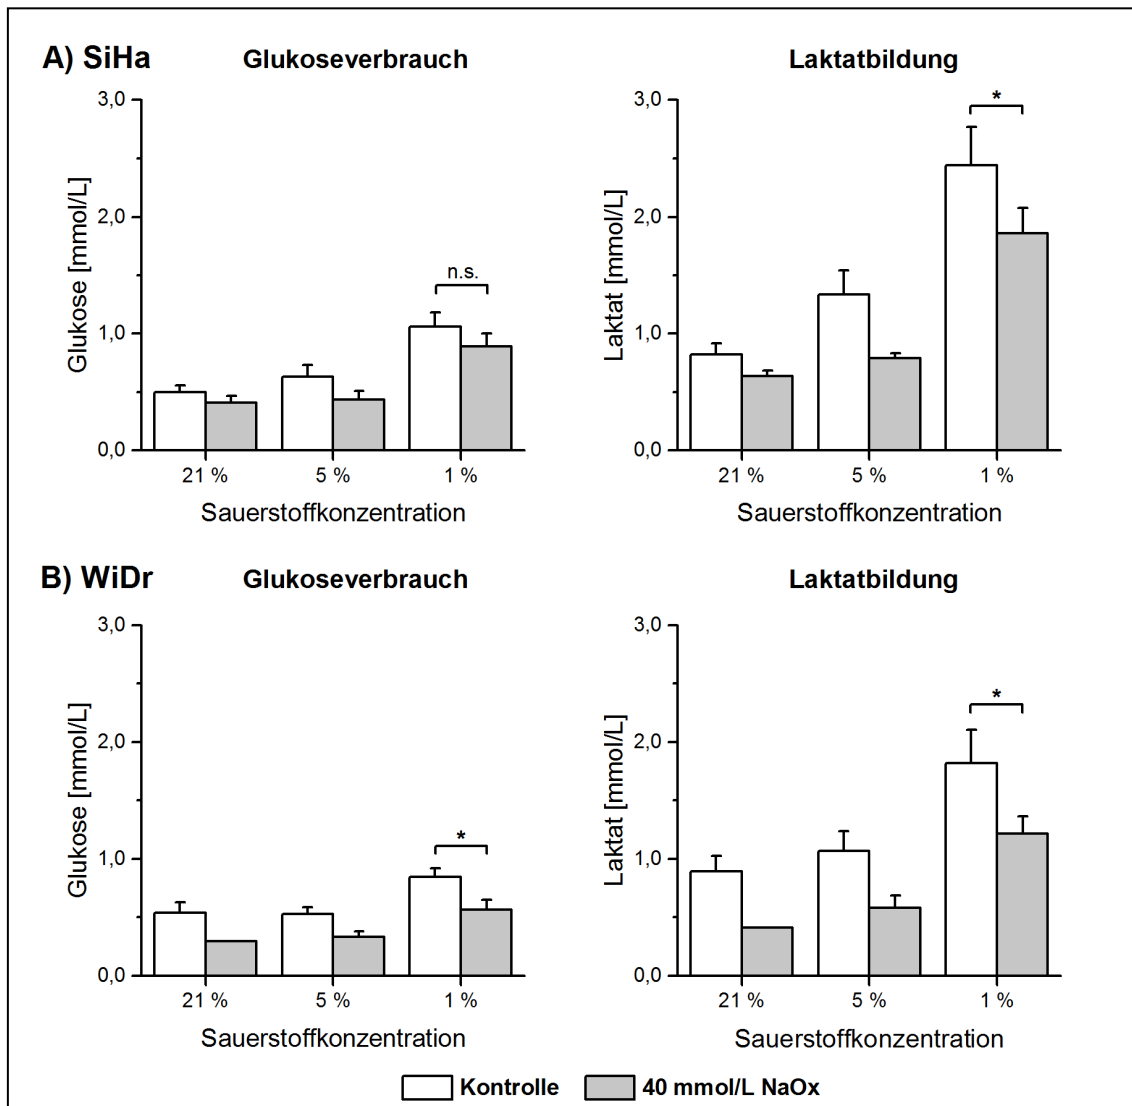 A) SiHa
Glukoseverbrauch
Laktatbildung
3,0
2,0
1,0
0,0
Glukose [mmol/L]
n.s.
21 %
5 %
1 %
Sauerstoffkonzentration
3,0
2,0
1,0
0,0
Laktat [mmol/L]
*
21 %
5 %
1 %
Sauerstoffkonzentration
B) WiDr
Glukoseverbrauch
Laktatbildung
3,0
2,0
1,0
0,0
Glukose [mmol/L]
*
21 %
5 %
1 %
Sauerstoffkonzentration
3,0
2,0
1,0
0,0
Laktat [mmol/L]
*
21 %
5 %
1 %
Sauerstoffkonzentration
Kontrolle
40 mmol/L NaOx